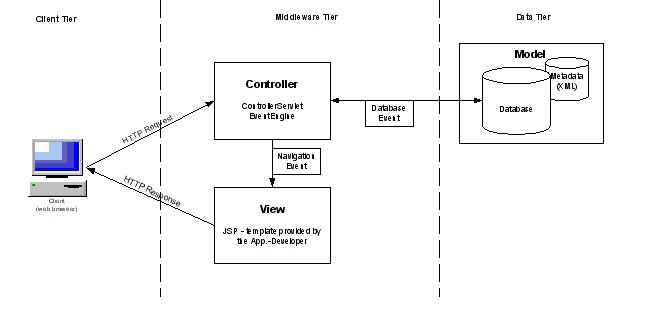 Client Tier
Middleware Tier
Data Tier
Model
Metadata
(XML)
Database
Controller
ControllerServlet
EventEngine
Database
Event
HTTP Request
Navigation
Event
HTTP Response
Client
(web browser)
View
JSP - template provided by
the App.-Developer